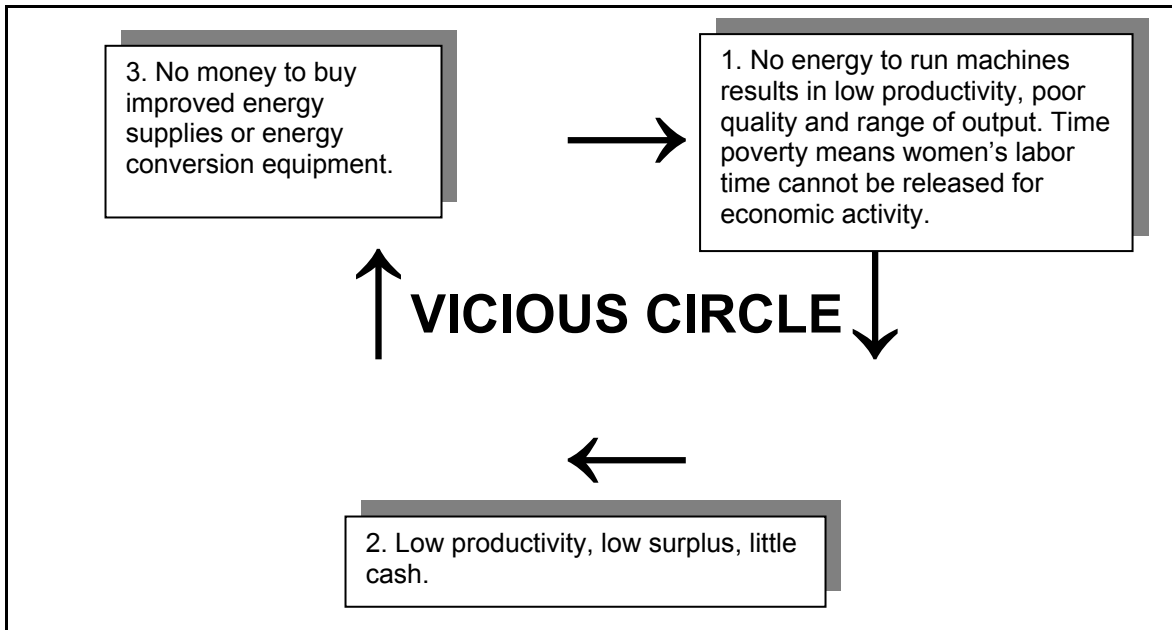 3. No money to buy
improved energy
supplies or energy
conversion equipment.
1. No energy to run machines
results in low productivity, poor
quality and range of output. Time
poverty means women’s labor
time cannot be released for
economic activity.
VICIOUS CIRCLE
2. Low productivity, low surplus, little
cash.